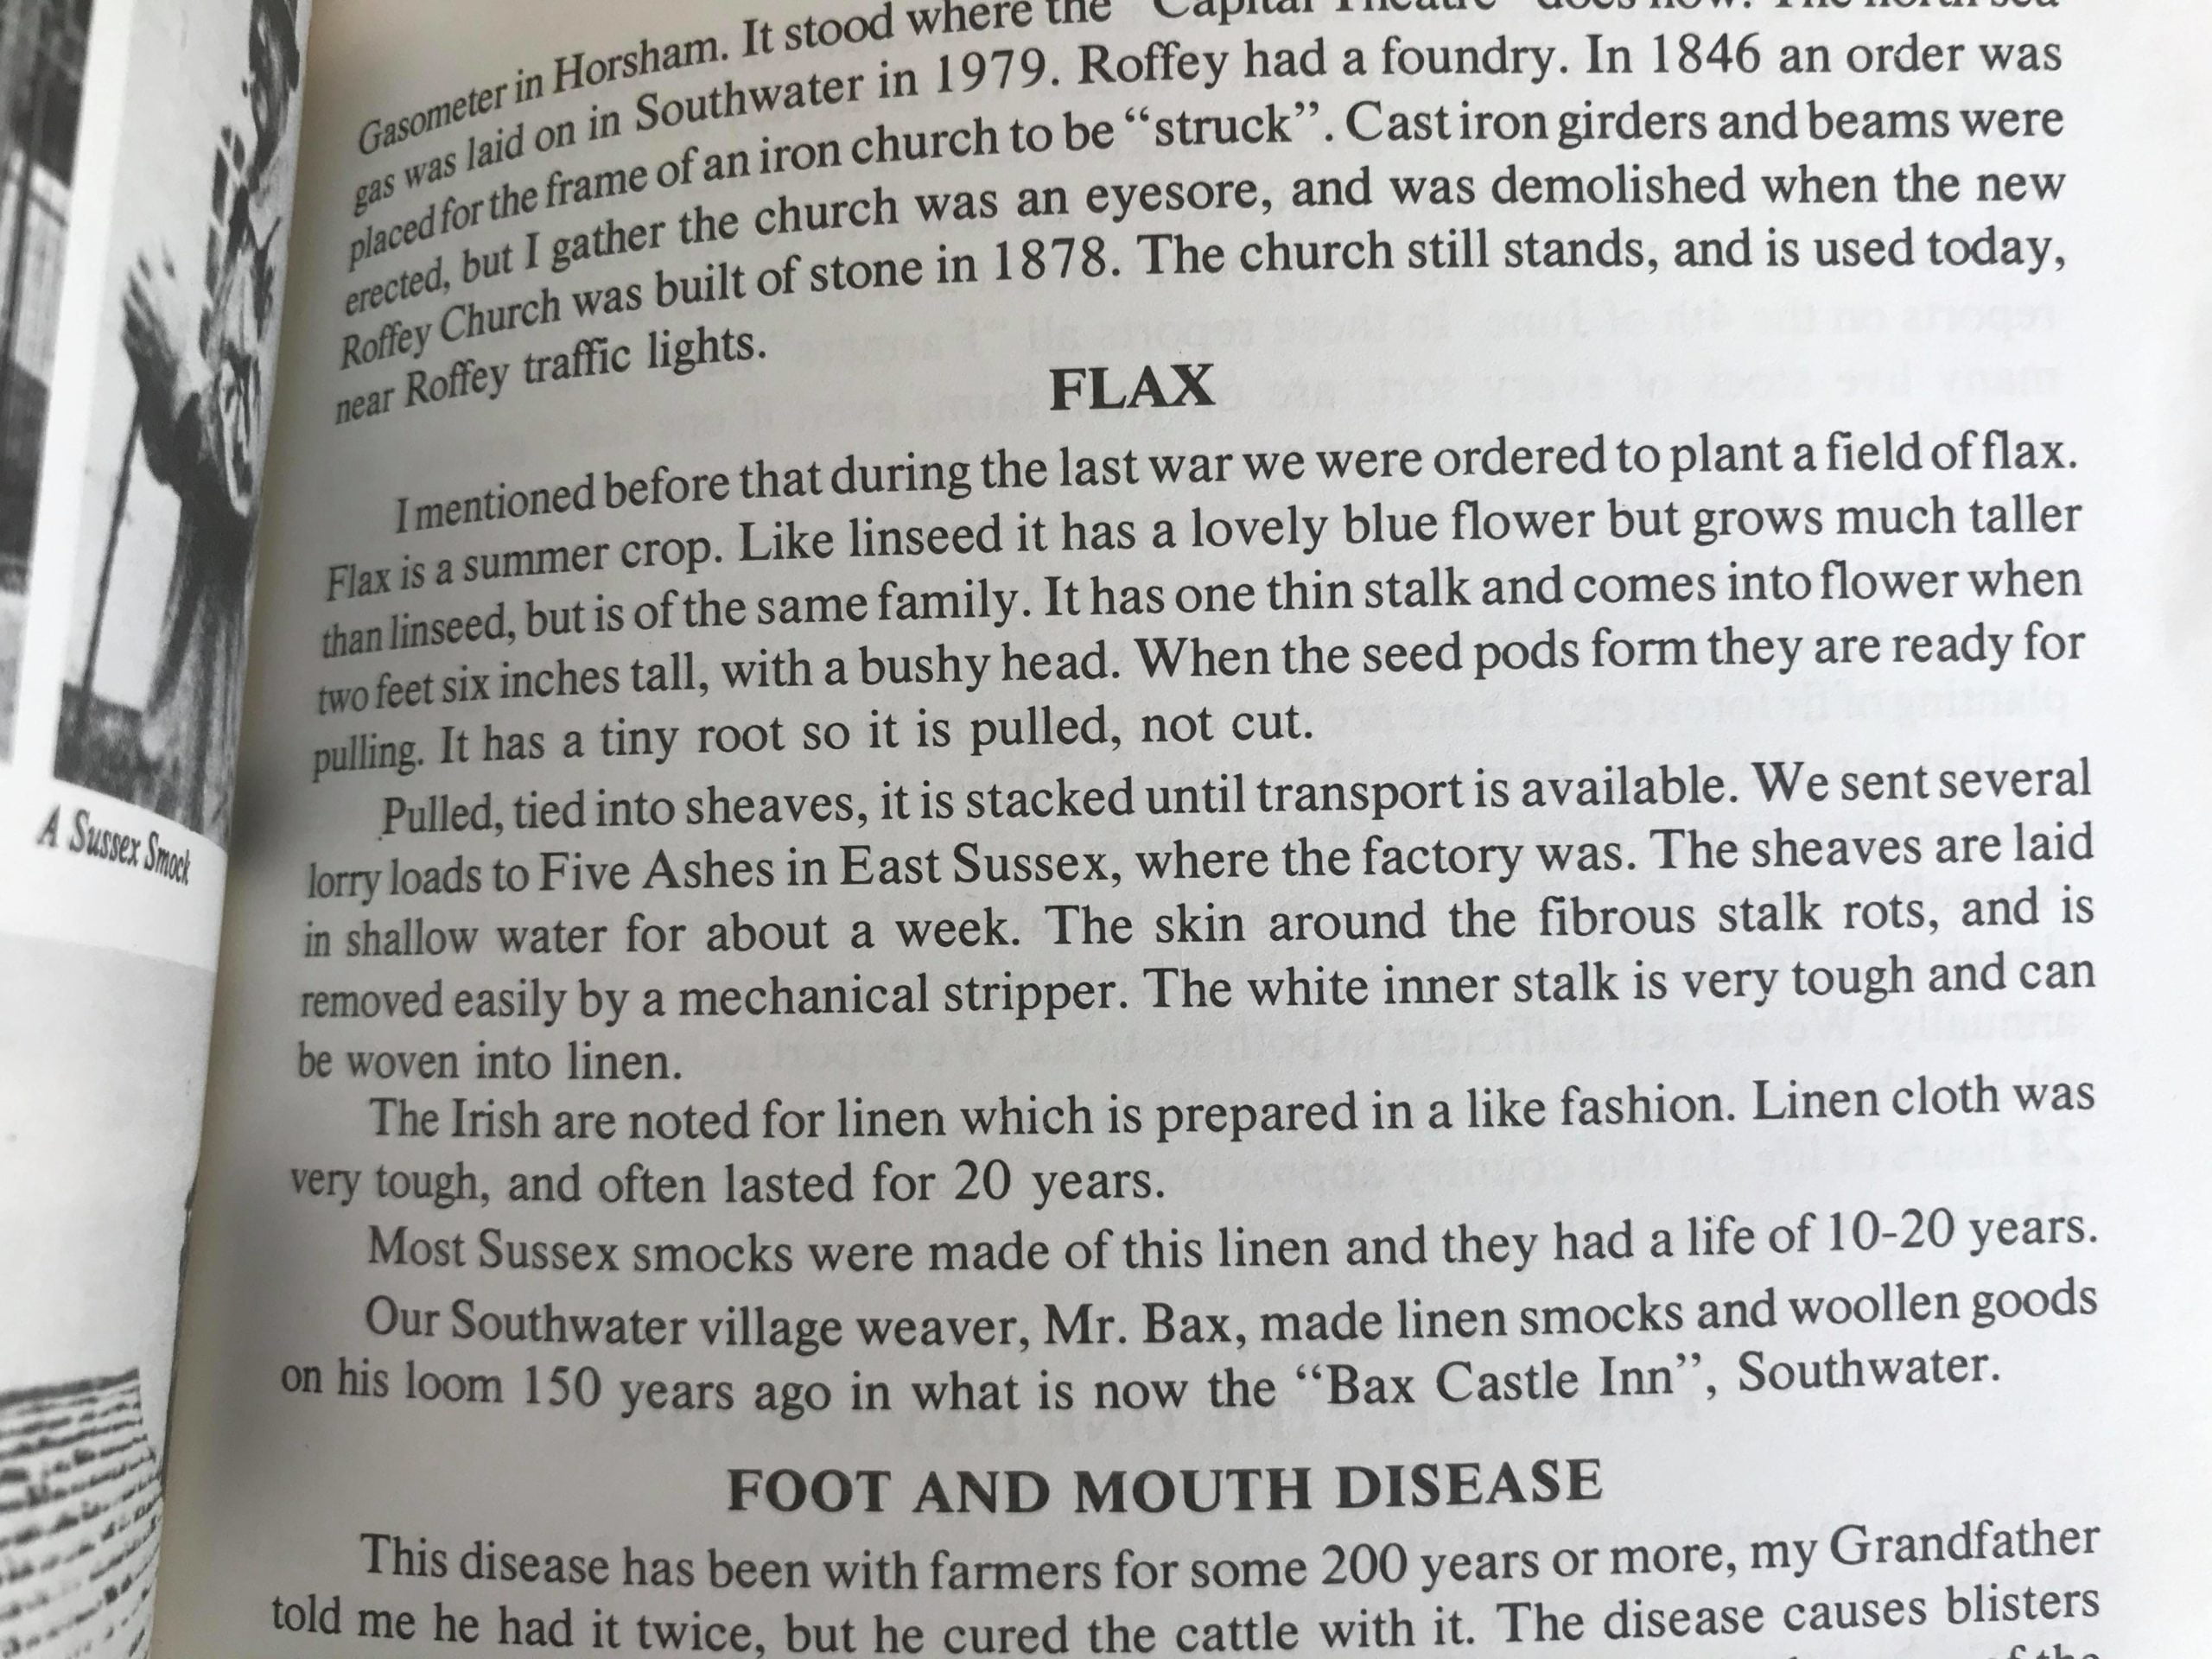 Gasometer in Horsham. It stood where the "Capital Theatre" does now. The north sea
gas was laid on in Southwater in 1979. Roffey had a foundry. In 1846 an order was
placed for the frame of an iron church to be “struck”. Cast iron girders and beams were
erected, but I gather the church was an eyesore, and was demolished when the new
Roffey Church was built of stone in 1878. The church still stands, and is used today,
near Roffey traffic lights.
FLAX
I mentioned before that during the last war we were ordered to plant a field of flax.
Flax is a summer crop. Like linseed it has a lovely blue flower but grows much taller
than linseed, but is of the same family. It has one thin stalk and comes into flower when
two feet six inches tall, with a bushy head. When the seed pods form they are ready for
pulling. It has a tiny root so it is pulled, not cut.
Pulled, tied into sheaves, it is stacked until transport is available. We sent several
lorry loads to Five Ashes in East Sussex, where the factory was. The sheaves are laid
in shallow water for about a week. The skin around the fibrous stalk rots, and is
removed easily by a mechanical stripper. The white inner stalk is very tough and can
be woven into linen.
The Irish are noted for linen which is prepared in a like fashion. Linen cloth was
very tough, and often lasted for 20 years.
Most Sussex smocks were made of this linen and they had a life of 10-20 years.
Our Southwater village weaver, Mr. Bax, made linen smocks and woollen goods
on his loom 150 years ago in what is now the “Bax Castle Inn”, Southwater.
FOOT AND MOUTH DISEASE
This disease has been with farmers for some 200 years or more, my Grandfather
told me he had it twice, but he cured the cattle with it. The disease causes blisters
of the
A Sussex Smock